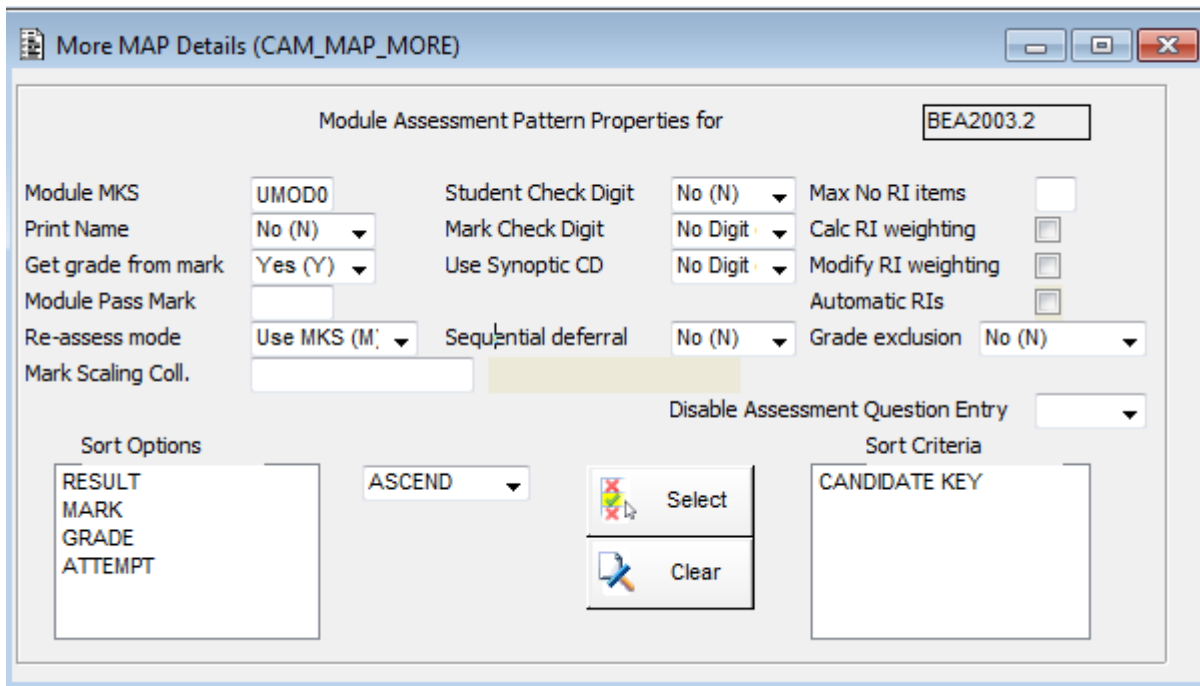 More MAP Details (CAM_MAP_MORE)
Module Assessment Pattern Properties for BEA2003.2
Module MKS UMOD0 Student Check Digit No (N) Max No RI items
Print Name No (N) Mark Check Digit No Digit Calc RI weighting
Get grade from mark Yes (Y) Use Synoptic CD No Digit Modify RI weighting
Module Pass Mark Automatic RIs
Re-assess mode Use MKS (M) Sequential deferral No (N) Grade exclusion No (N)
Mark Scaling Coll.
Disable Assessment Question Entry
Sort Options Sort Criteria
RESULT ASCEND CANDIDATE KEY
MARK Select
GRADE
ATTEMPT Clear